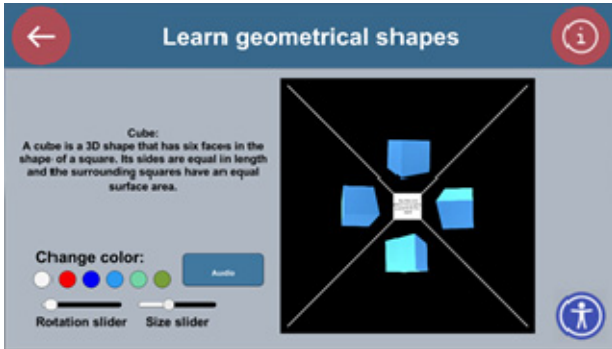 Learn geometrical shapes
i
Cube:
A cube is a 3D shape that has six faces in the
shape of a square. Its sides are equal in length
and the surrounding squares have an equal
surface area.
Change color:
Audio
Rotation slider
Size slider